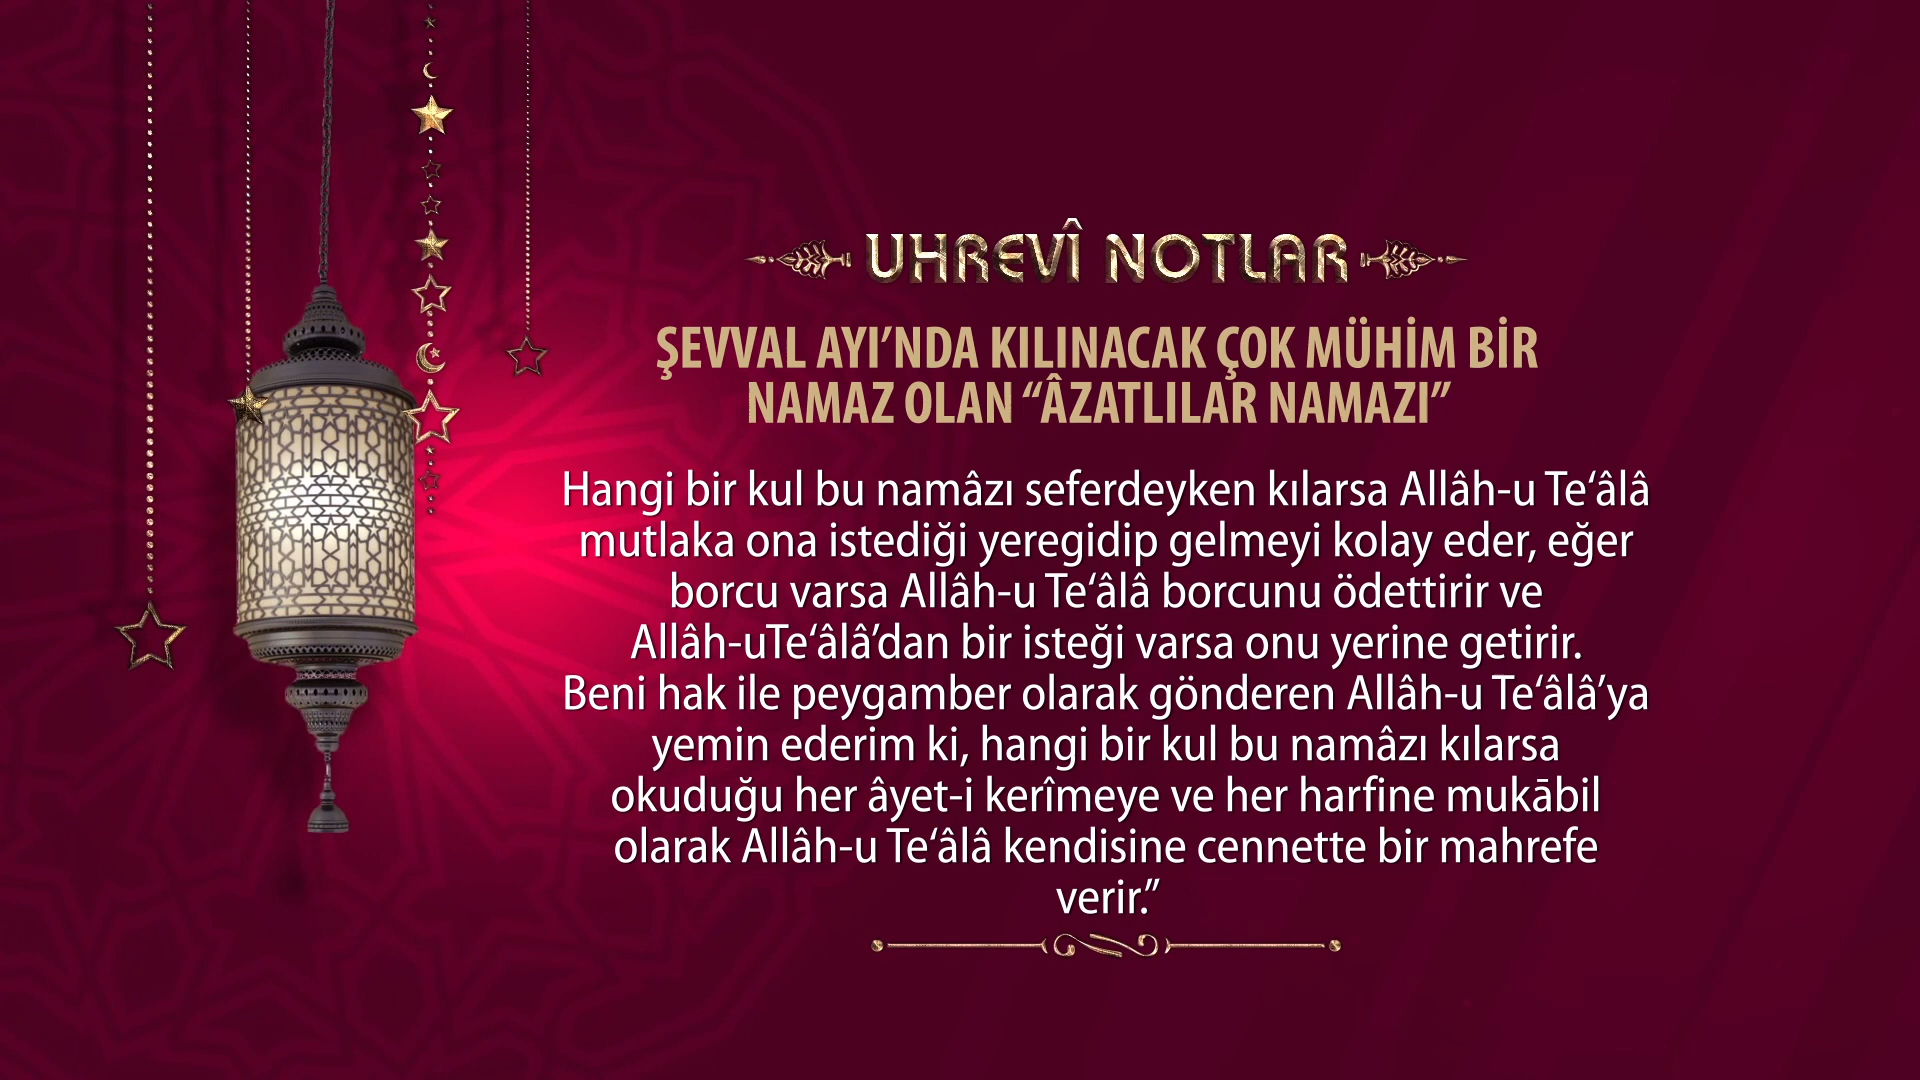 UHREVÎ NOTLAR
ŞEVVAL AYI’NDA KILINACAK ÇOK MÜHİM BİR
NAMAZ OLAN “ÂZATLILAR NAMAZI”
Hangi bir kul bu namâzı seferdeyken kılarsa Allâh-u Te‘âlâ
mutlaka ona istediği yeregidip gelmeyi kolay eder, eğer
borcu varsa Allâh-u Te‘âlâ borcunu ödettirir ve
Allâh-uTe‘âlâ’dan bir isteği varsa onu yerine getirir.
Beni hak ile peygamber olarak gönderen Allâh-u Te‘âlâ’ya
yemin ederim ki, hangi bir kul bu namâzı kılarsa
okuduğu her âyet-i kerîmeye ve her harfine mukābil
olarak Allâh-u Te‘âlâ kendisine cennette bir mahrefe
verir.”